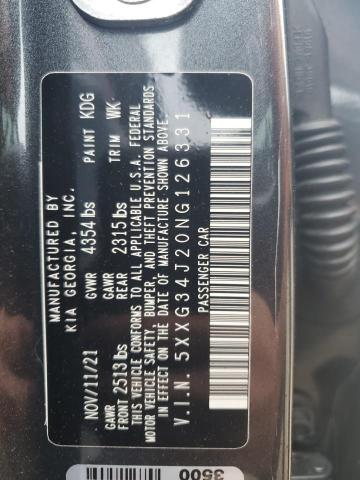 MANUFACTURED BY
KIA GEORGIA, INC.
NOV/11/21 GVWR 4354 lbs PAINT KDG
GAWR FRONT 2513 lbs GAWR REAR 2315 lbs TRIM WK
THIS VEHICLE CONFORMS TO ALL APPLICABLE U.S.A. FEDERAL
MOTOR VEHICLE SAFETY, BUMPER, AND THEFT PREVENTION STANDARDS
IN EFFECT ON THE DATE OF MANUFACTURE SHOWN ABOVE.
V.I.N. 5XXG34J20NG126331
PASSENGER CAR
3500